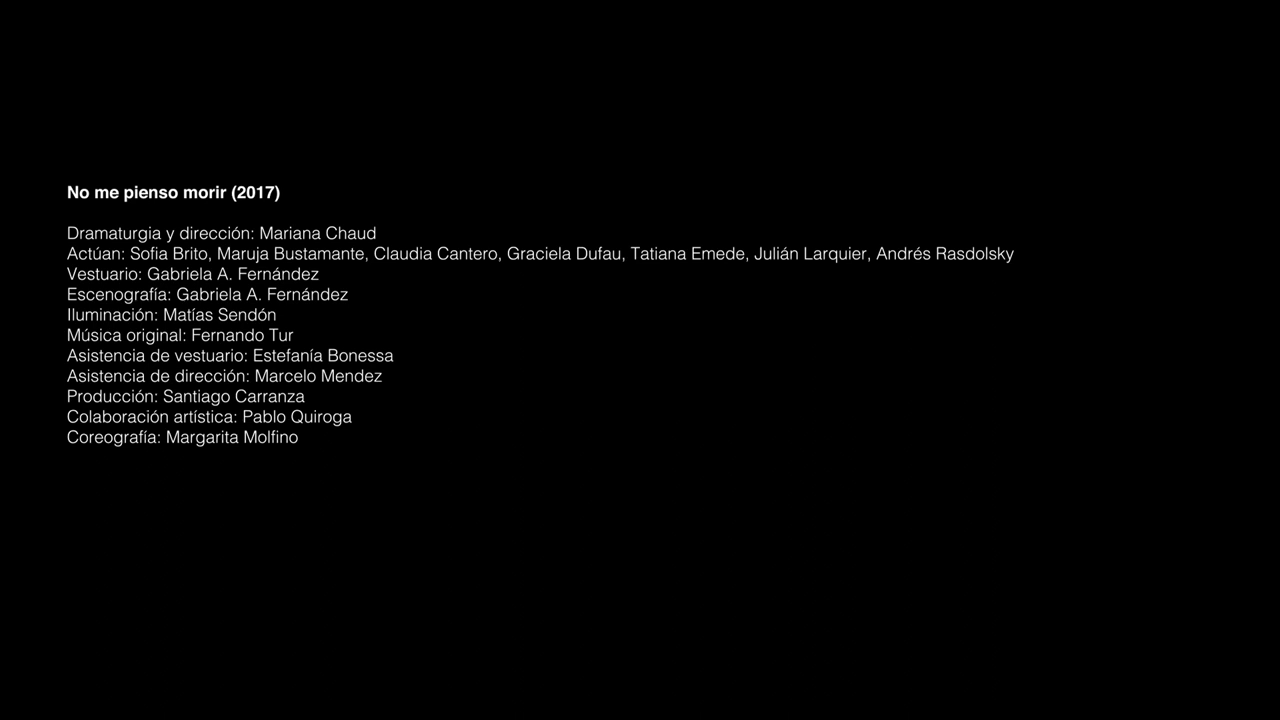 No me pienso morir (2017)
Dramaturgia y dirección: Mariana Chaud
Actúan: Sofia Brito, Maruja Bustamante, Claudia Cantero, Graciela Dufau, Tatiana Emede, Julián Larquier, Andrés Rasdolsky
Vestuario: Gabriela A. Fernández
Escenografía: Gabriela A. Fernández
Iluminación: Matías Sendón
Música original: Fernando Tur
Asistencia de vestuario: Estefanía Bonessa
Asistencia de dirección: Marcelo Mendez
Producción: Santiago Carranza
Colaboración artística: Pablo Quiroga
Coreografía: Margarita Molfino